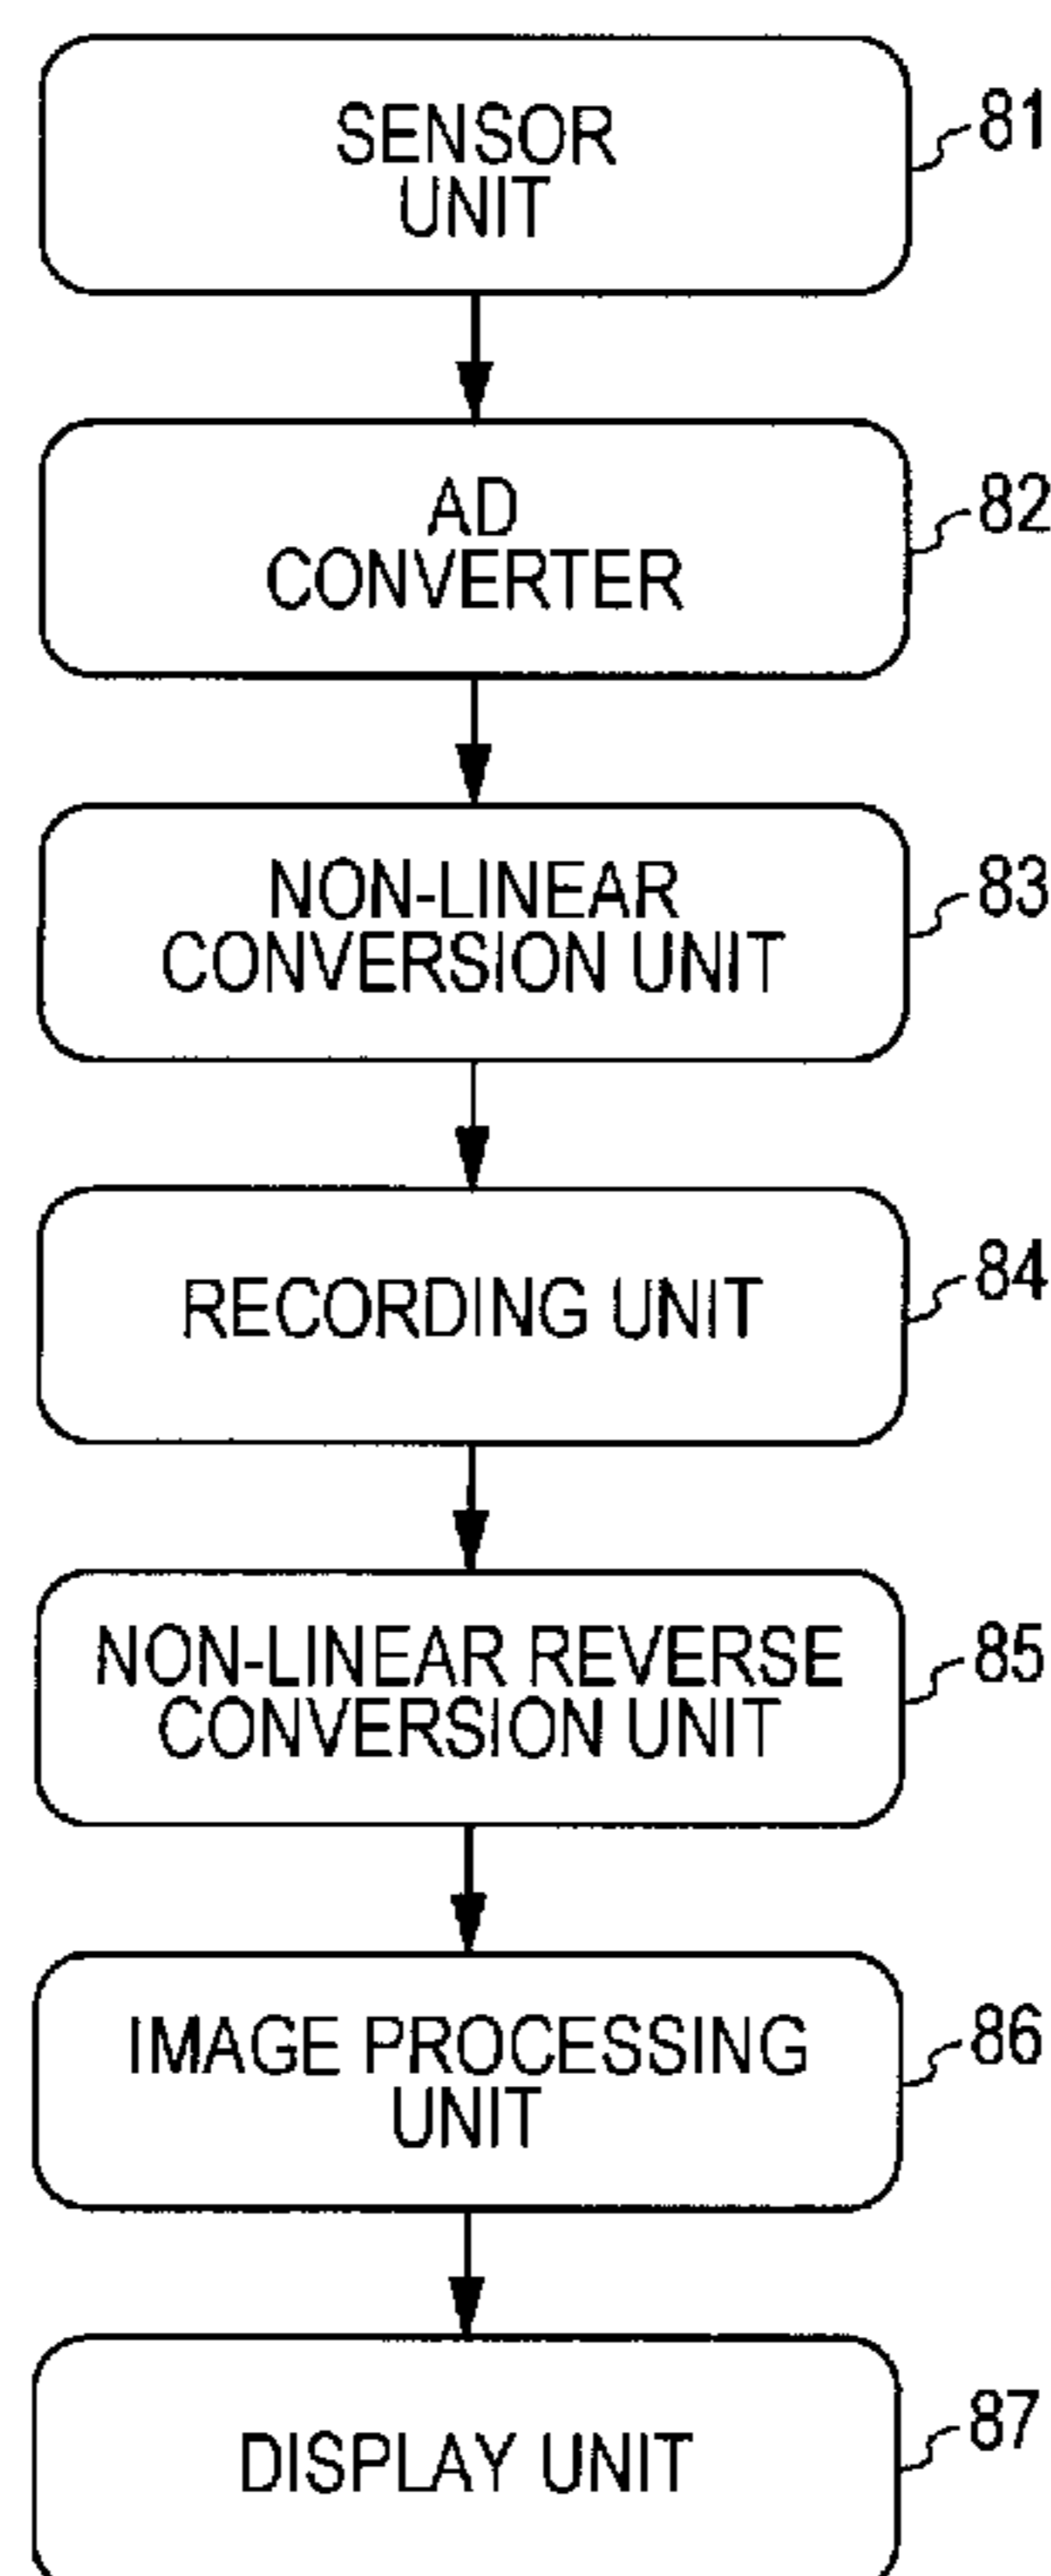 SENSOR
UNIT
81
AD
CONVERTER
82
NON-LINEAR
CONVERSION UNIT
83
RECORDING UNIT
84
NON-LINEAR REVERSE
CONVERSION UNIT
85
IMAGE PROCESSING
UNIT
86
DISPLAY UNIT
87